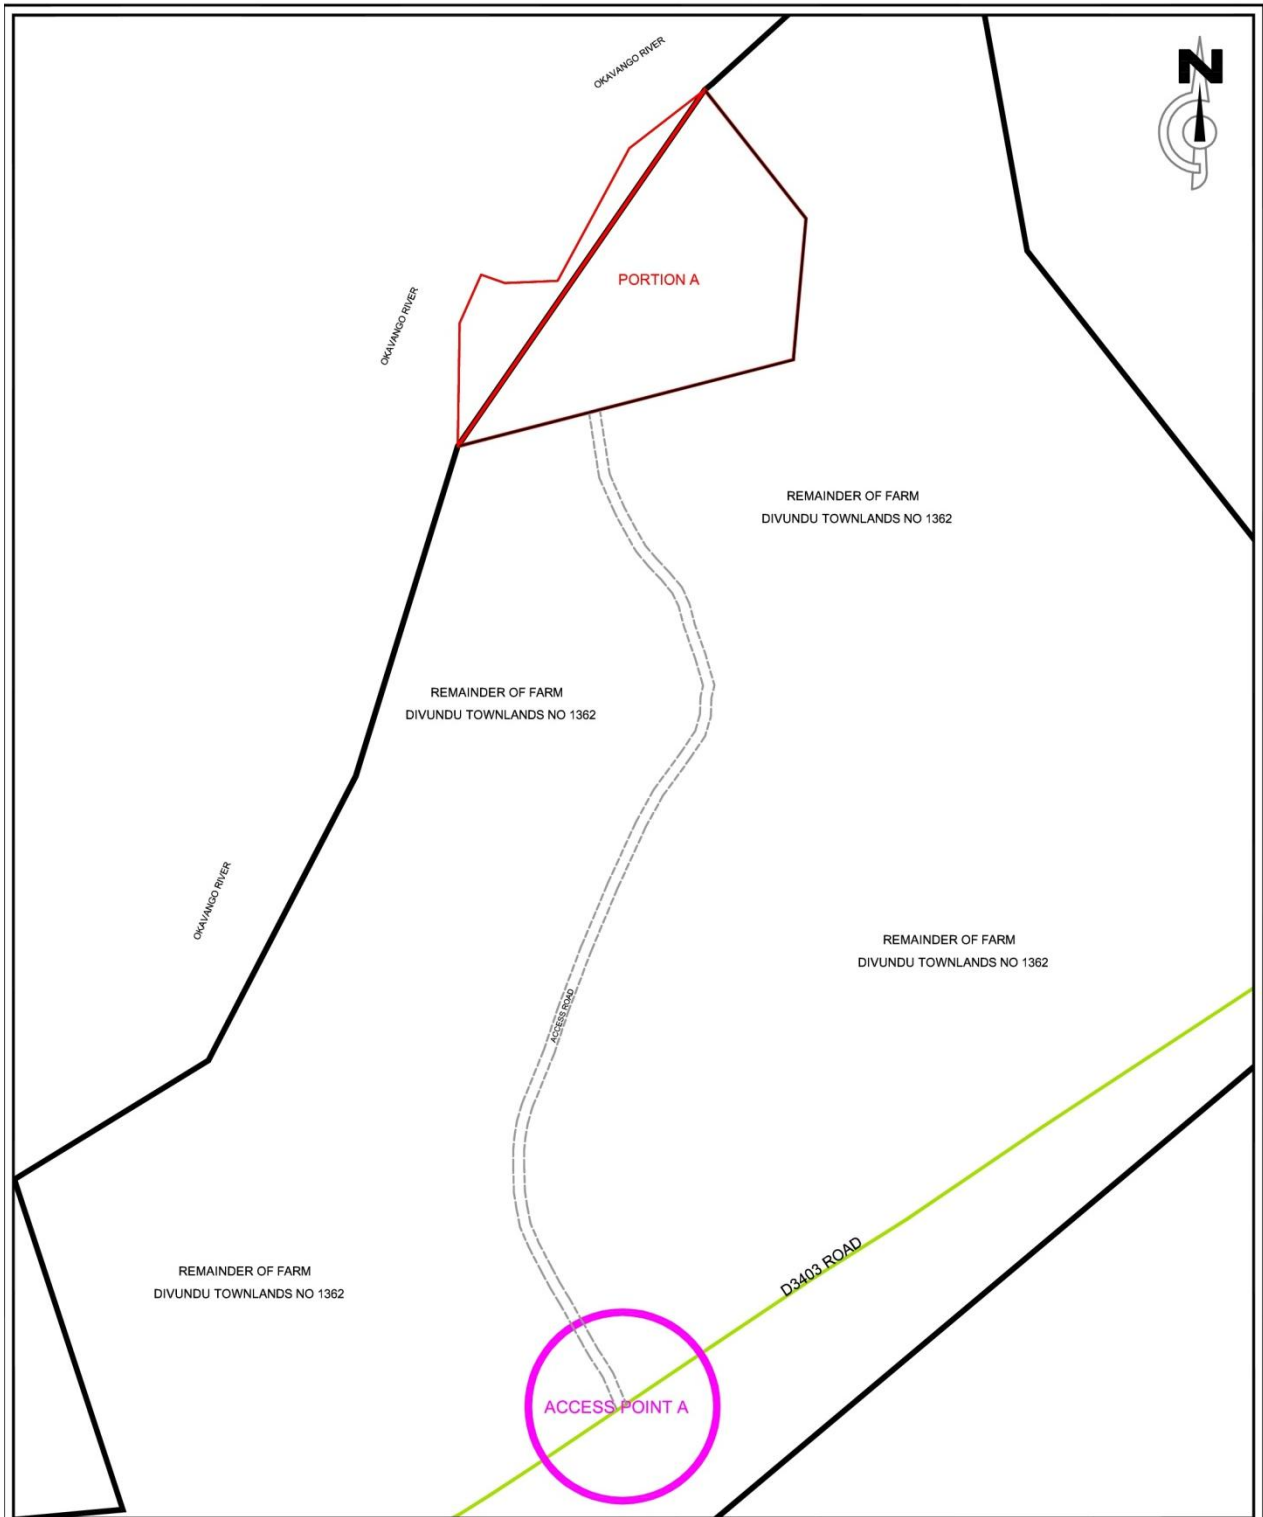 OKAVANGO RIVER
N
PORTION A
OKAVANGO RIVER
REMAINDER OF FARM
DIVUNDU TOWNLANDS NO 1362
REMAINDER OF FARM
DIVUNDU TOWNLANDS NO 1362
OKAVANGO RIVER
REMAINDER OF FARM
DIVUNDU TOWNLANDS NO 1362
ACCESS ROAD
D3403 ROAD
REMAINDER OF FARM
DIVUNDU TOWNLANDS NO 1362
ACCESS POINT A